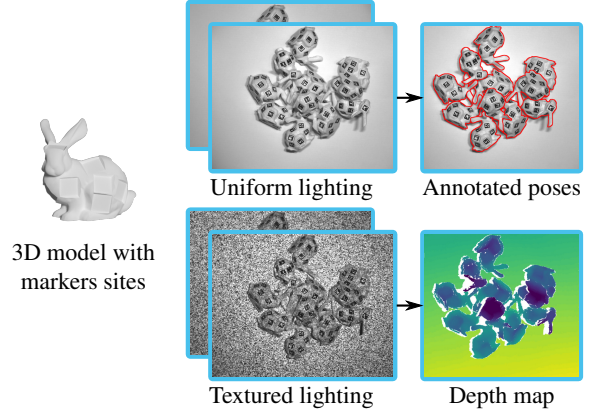 Uniform lighting
Annotated poses
3D model with
markers sites
Textured lighting
Depth map